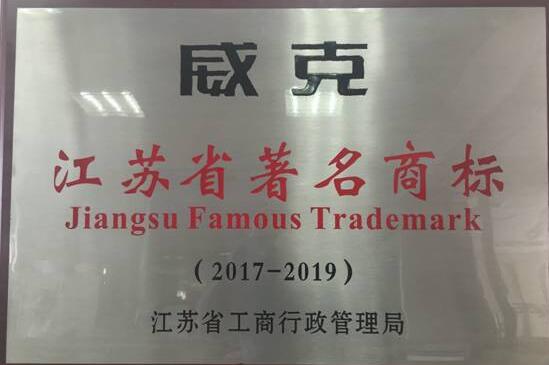 威克
江苏省著名商标
Jiangsu Famous Trademark
(2017-2019)
江苏省工商行政管理局